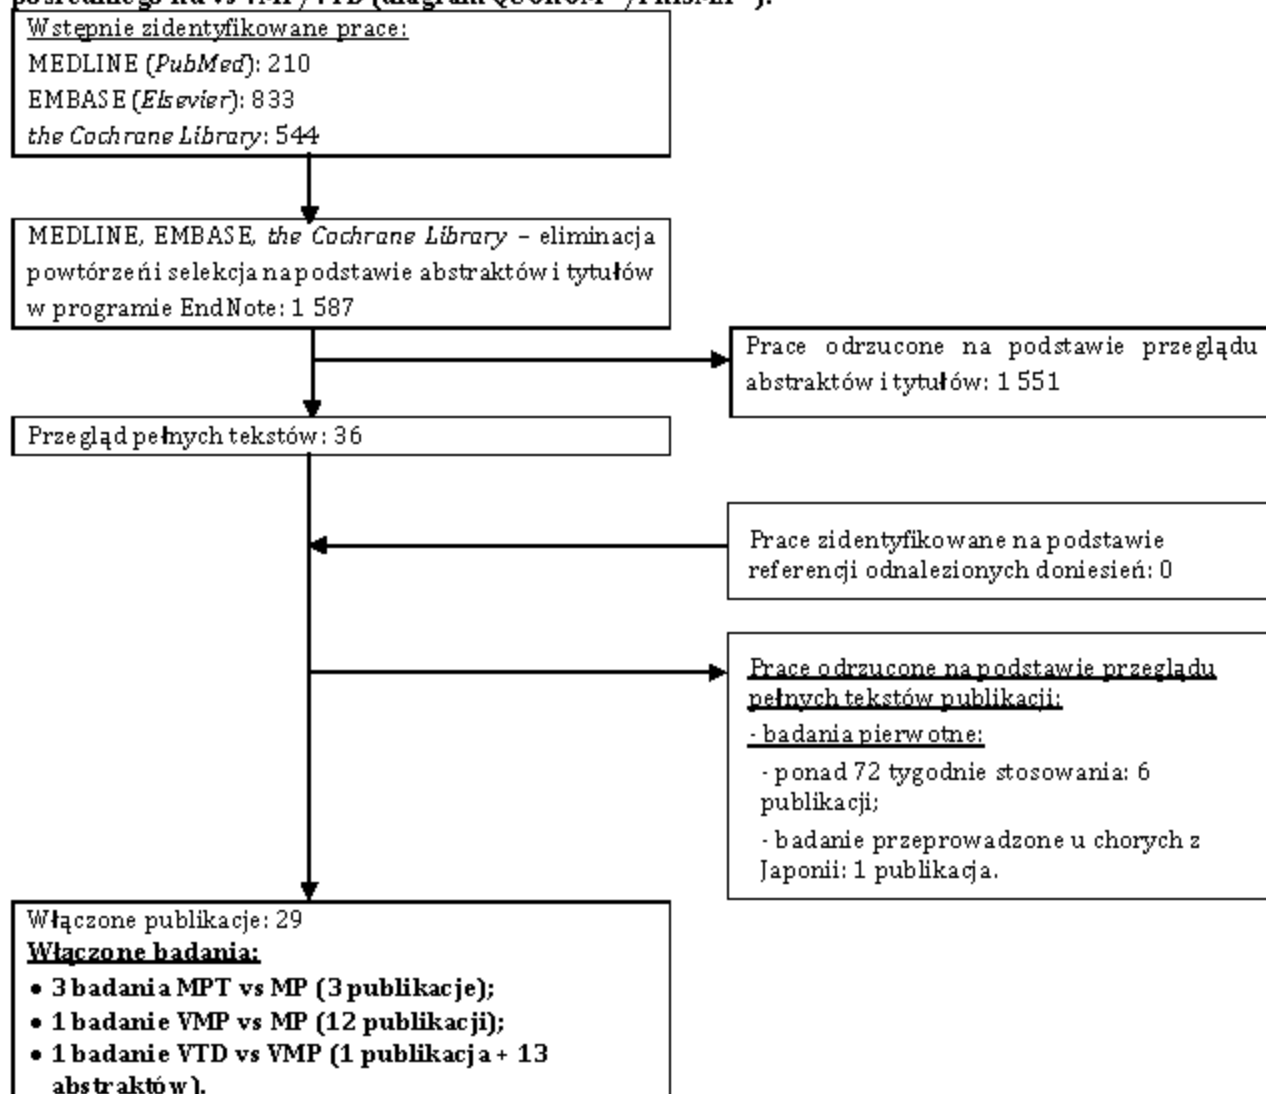 Wstępnie zidentyfikowane prace:
MEDLINE (PubMed): 210
EMBASE (Elsevier): 833
the Cochrane Library: 544
MEDLINE, EMBASE, the Cochrane Library – eliminacja
powtórzeń i selekcja na podstawie abstraktów i tytułów
w programie EndNote: 1 587
Prace odrzucone na podstawie przeglądu
abstraktów i tytułów: 1 551
Przegląd pełnych tekstów: 36
Prace zidentyfikowane na podstawie
referencji odnalezionych doniesień: 0
Prace odrzucone na podstawie przeglądu
pełnych tekstów publikacji:
- badania pierwotne:
- ponad 72 tygodnie stosowania: 6
publikacji;
- badanie przeprowadzone u chorych z
Japonii: 1 publikacja.
Włączone publikacje: 29
Włączone badania:
• 3 badania MPT vs MP (3 publikacje);
• 1 badanie VMP vs MP (12 publikacji);
• 1 badanie VTD vs VMP (1 publikacja + 13
abstraktów).